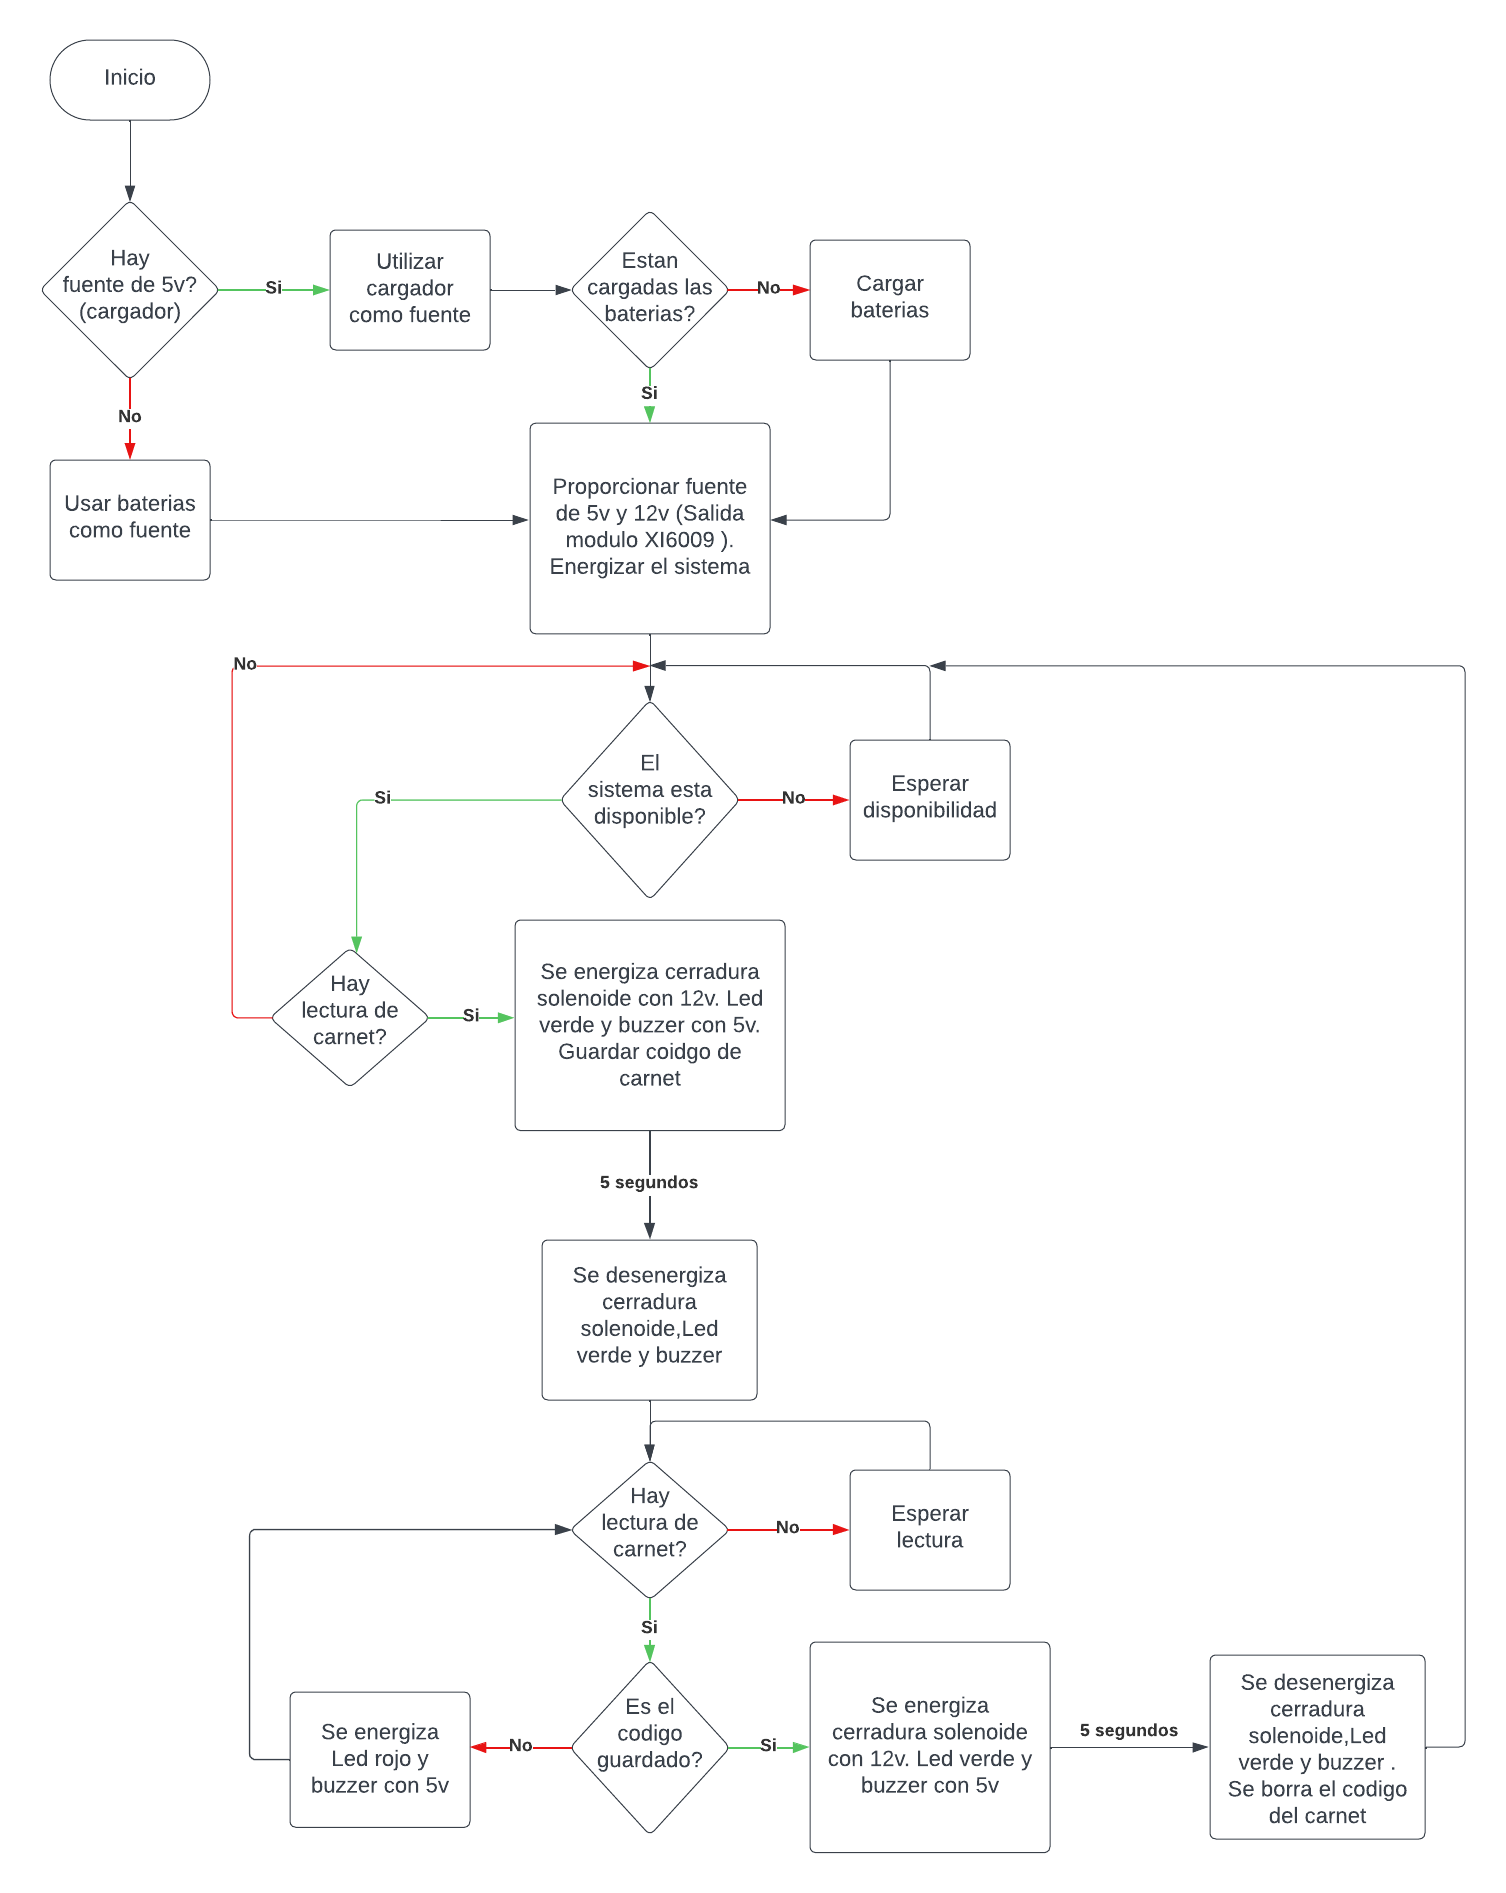 Inicio
Hay
fuente de 5v?
(cargador)
Si
Utilizar
cargador
como fuente
Estan
cargadas las
baterias?
No
Cargar
baterias
Si
No
Usar baterias
como fuente
Proporcionar fuente
de 5v y 12v (Salida
modulo XI6009 ).
Energizar el sistema
No
El
sistema esta
disponible?
Si
No
Esperar
disponibilidad
Hay
lectura de
carnet?
Si
Se energiza cerradura
solenoide con 12v. Led
verde y buzzer con 5v.
Guardar coidgo de
carnet
5 segundos
Se desenergiza
cerradura
solenoide,Led
verde y buzzer
Hay
lectura de
carnet?
No
Esperar
lectura
Si
Es el
codigo
guardado?
No
Se energiza
Led rojo y
buzzer con 5v
Si
Se energiza
cerradura solenoide
con 12v. Led verde y
buzzer con 5v
5 segundos
Se desenergiza
cerradura
solenoide,Led
verde y buzzer .
Se borra el codigo
del carnet